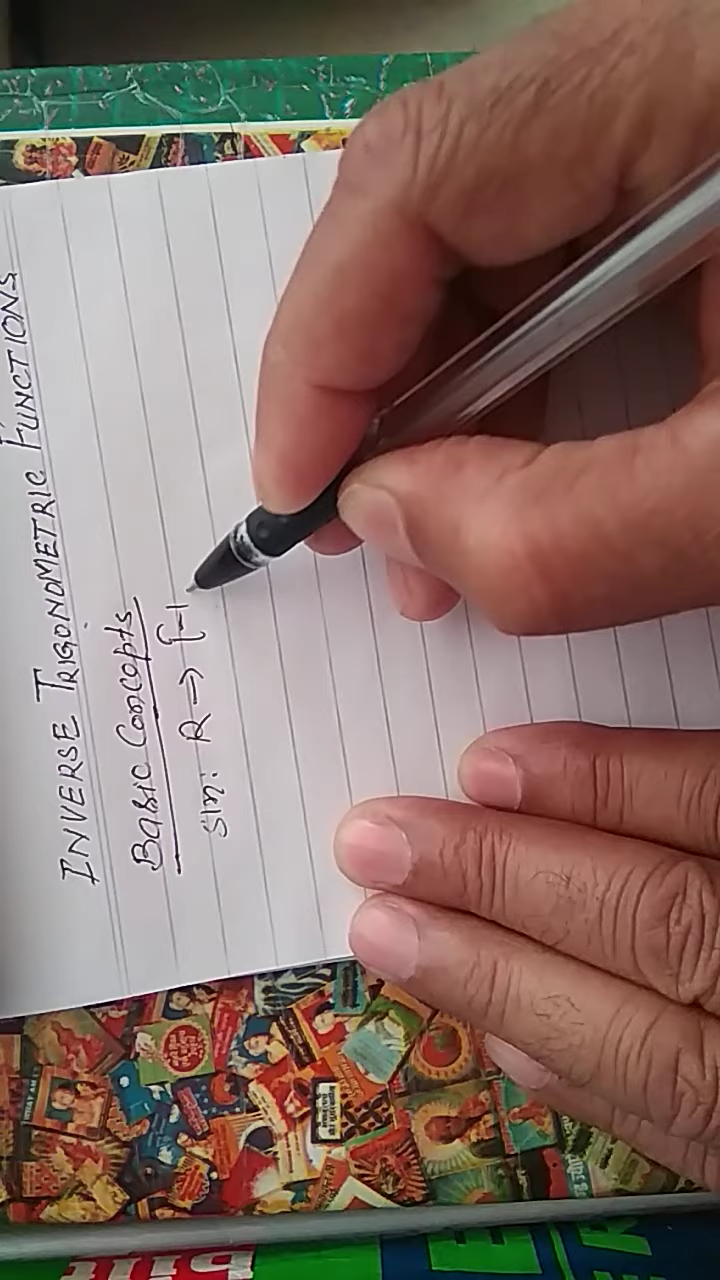 INVERSE TRIGONOMETRIC FUNCTIONS
Basic Concepts
sin: R → [-1